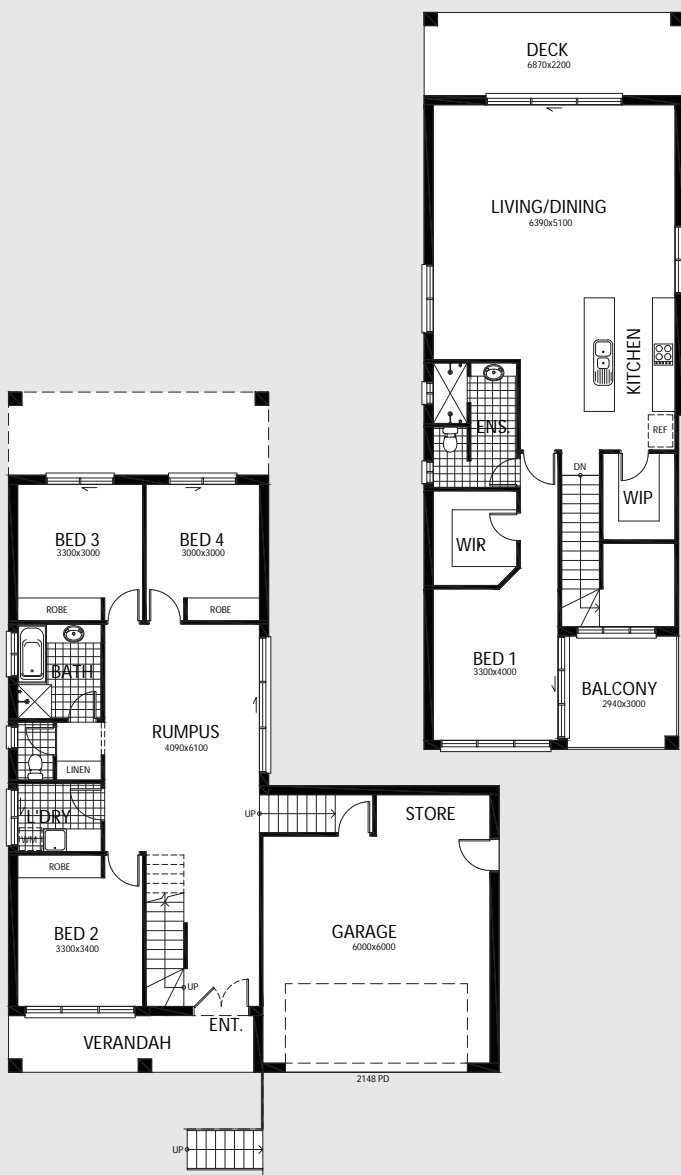 DECK
6870x2200
LIVING/DINING
6390x5100
KITCHEN
REF
ENS.
DN
WIP
WIR
BED 1
3300x4000
BALCONY
2940x3000
BED 3
3300x3000
BED 4
3000x3000
ROBE
ROBE
BATH
RUMPUS
4090x6100
LINEN
L'DRY
WM
UP
STORE
ROBE
BED 2
3300x3400
GARAGE
6000x6000
UP
ENT.
VERANDAH
2148 PD
UP